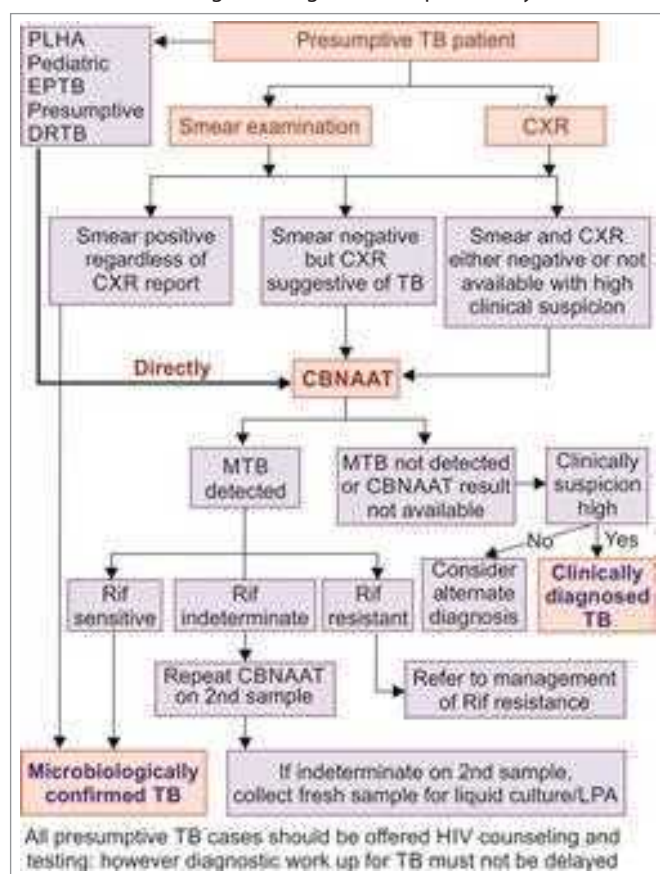 PLHA
Pediatric
EPTB
Presumptive
DRTB
Presumptive TB patient
Smear examination
CXR
Smear positive
regardless of
CXR report
Smear negative
but CXR
suggestive of TB
Smear and CXR
either negative or not
available with high
clinical suspicion
Directly
CBNAAT
MTB
detected
MTB not detected
or CBNAAT result
not available
Clinically
suspicion
high
No
Yes
Consider
alternate
diagnosis
Clinically
diagnosed
TB
Rif
sensitive
Rif
indeterminate
Rif
resistant
Repeat CBNAAT
on 2nd sample
Refer to management
of Rif resistance
Microbiologically
confirmed TB
If indeterminate on 2nd sample,
collect fresh sample for liquid culture/LPA
All presumptive TB cases should be offered HIV counseling and
testing: however diagnostic work up for TB must not be delayed